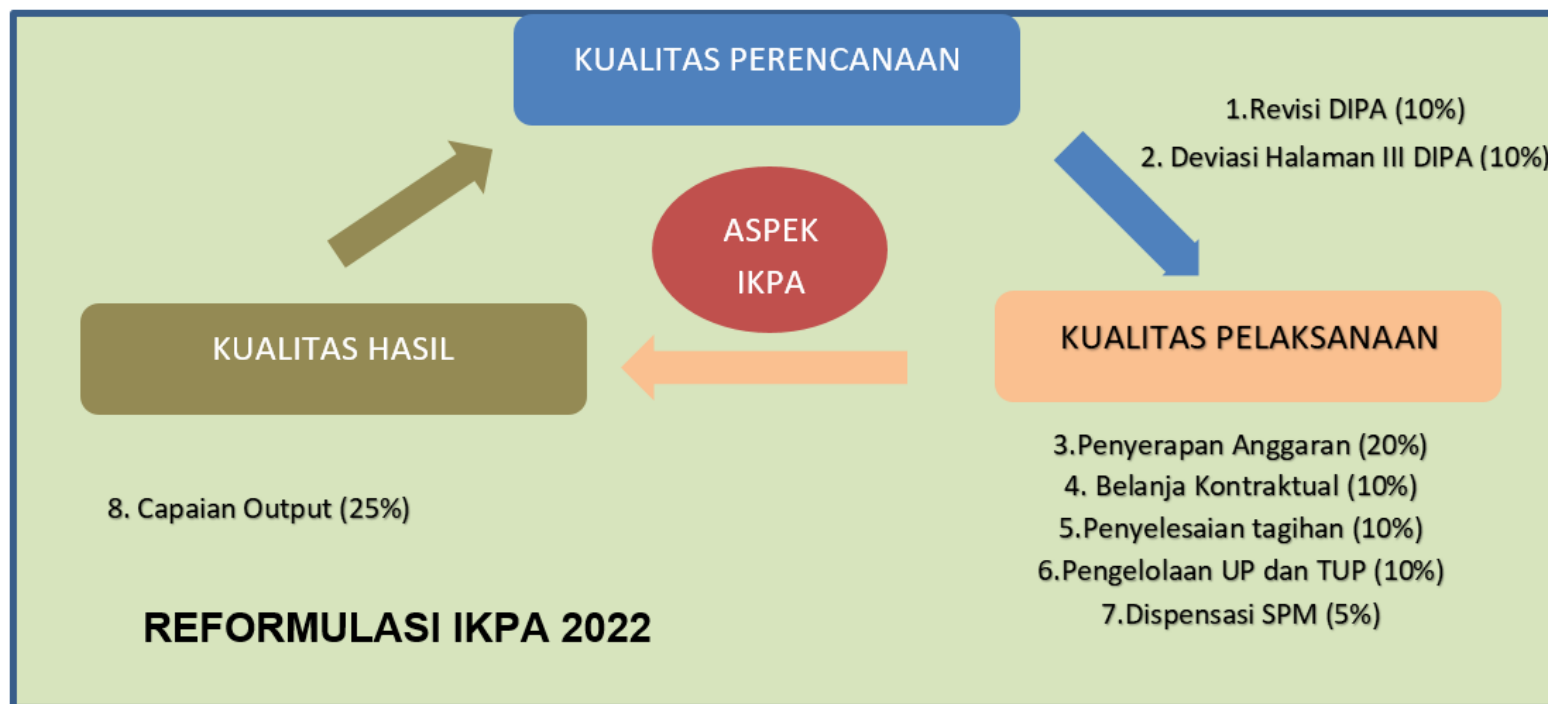 KUALITAS PERENCANAAN
1.Revisi DIPA (10%)
2. Deviasi Halaman III DIPA (10%)
ASPEK
IKPA
KUALITAS HASIL
KUALITAS PELAKSANAAN
3.Penyerapan Anggaran (20%)
4. Belanja Kontraktual (10%)
5.Penyelesaian tagihan (10%)
6.Pengelolaan UP dan TUP (10%)
7.Dispensasi SPM (5%)
8. Capaian Output (25%)
REFORMULASI IKPA 2022